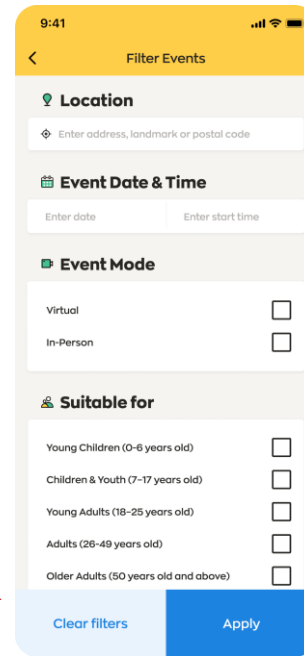 9:41
Filter Events
Location
Enter address, landmark or postal code
Event Date & Time
Enter date Enter start time
Event Mode
Virtual
In-Person
Suitable for
Young Children (0-6 years old)
Children & Youth (7-17 years old)
Young Adults (18-25 years old)
Adults (26-49 years old)
Older Adults (50 years old and above)
Clear filters Apply